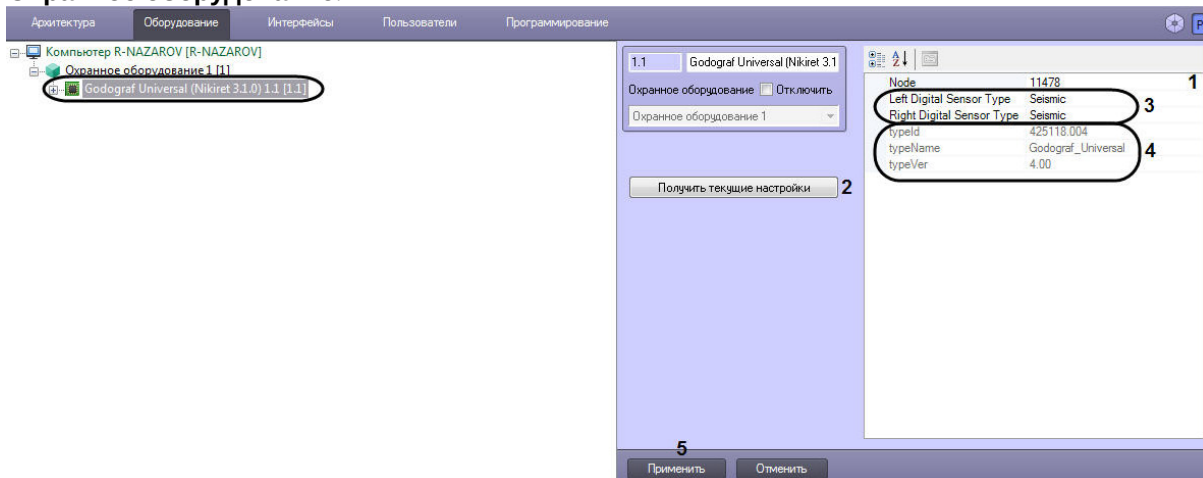 Архитектура Оборудование Интерфейсы Пользователи Программирование
Компьютер R-NAZAROV [R-NAZAROV]
Охранное оборудование 1 [1]
Godograf Universal (Nikiret 3.1.0) 1.1 [1.1]
1.1 Godograf Universal (Nikiret 3.1
Охранное оборудование Отключить
Охранное оборудование 1
Получить текущие настройки 2
Node 11478 1
Left Digital Sensor Type Seismic
Right Digital Sensor Type Seismic
3
typeId 425118.004
typeName Godograf_Universal
typeVer 4.00
4
5
Применить Отменить